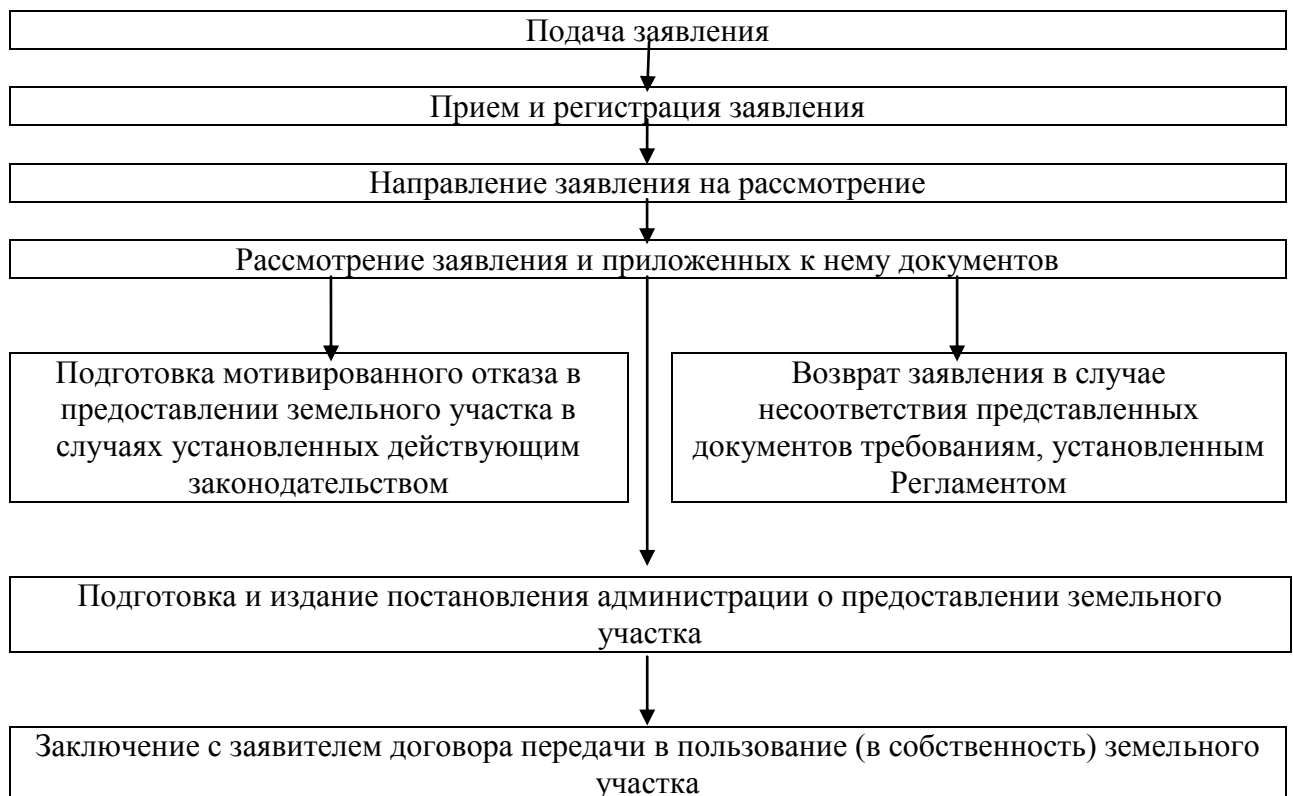 Подача заявления
Прием и регистрация заявления
Направление заявления на рассмотрение
Рассмотрение заявления и приложенных к нему документов
Подготовка мотивированного отказа в
предоставлении земельного участка в
случаях установленных действующим
законодательством
Возврат заявления в случае
несоответствия представленных
документов требованиям, установленным
Регламентом
Подготовка и издание постановления администрации о предоставлении земельного
участка
Заключение с заявителем договора передачи в пользование (в собственность) земельного
участка